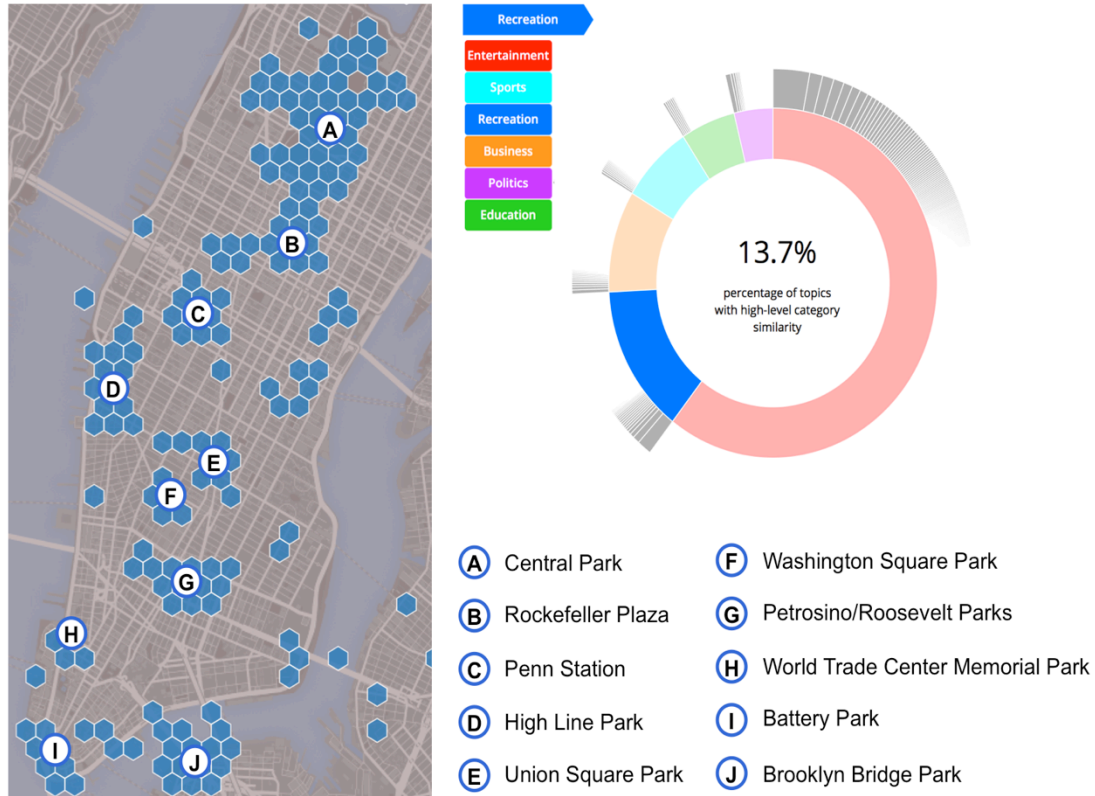 Recreation
Entertainment
Sports
Recreation
Business
Politics
Education
13.7%
percentage of topics
with high-level category
similarity
A
B
C
D
E
F
G
H
I
J
A Central Park
B Rockefeller Plaza
C Penn Station
D High Line Park
E Union Square Park
F Washington Square Park
G Petrosino/Roosevelt Parks
H World Trade Center Memorial Park
I Battery Park
J Brooklyn Bridge Park